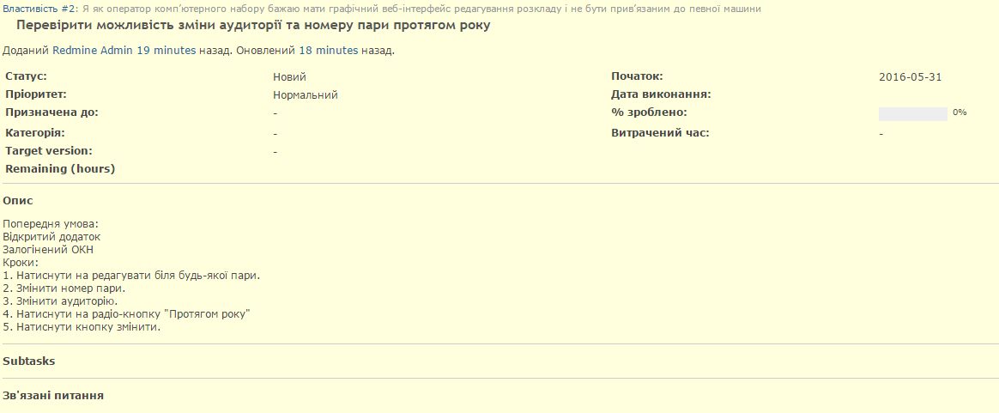 Властивість #2: Я як оператор комп’ютерного набору бажаю мати графічний веб-інтерфейс редагування розкладу і не бути прив’язаним до певної машини
Перевірити можливість зміни аудиторії та номеру пари протягом року
Доданий Redmine Admin 19 minutes назад. Оновлений 18 minutes назад.
Статус: Новий Початок: 2016-05-31
Пріоритет: Нормальний Дата виконання:
Призначена до: - % зроблено: 0%
Категорія: - Витрачений час: -
Target version: -
Remaining (hours)
Опис
Попередня умова:
Відкритий додаток
Залогінений ОКН
Кроки:
1. Натиснути на редагувати біля будь-якої пари.
2. Змінити номер пари.
3. Змінити аудиторію.
4. Натиснути на радіо-кнопку "Протягом року"
5. Натиснути кнопку змінити.
Subtasks
Зв'язані питання